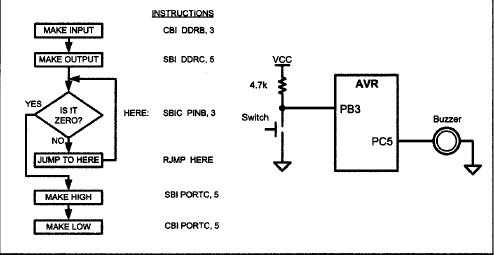 INSTRUCTIONS
MAKE INPUT CBI DDRB, 3
MAKE OUTPUT SBI DDRC, 5
YES IS IT ZERO? HERE: SBIC PINB, 3
NO
JUMP TO HERE RJMP HERE
MAKE HIGH SBI PORTC, 5
MAKE LOW CBI PORTC, 5
VCC
4.7k
AVR
PB3
Switch
Buzzer
PC5